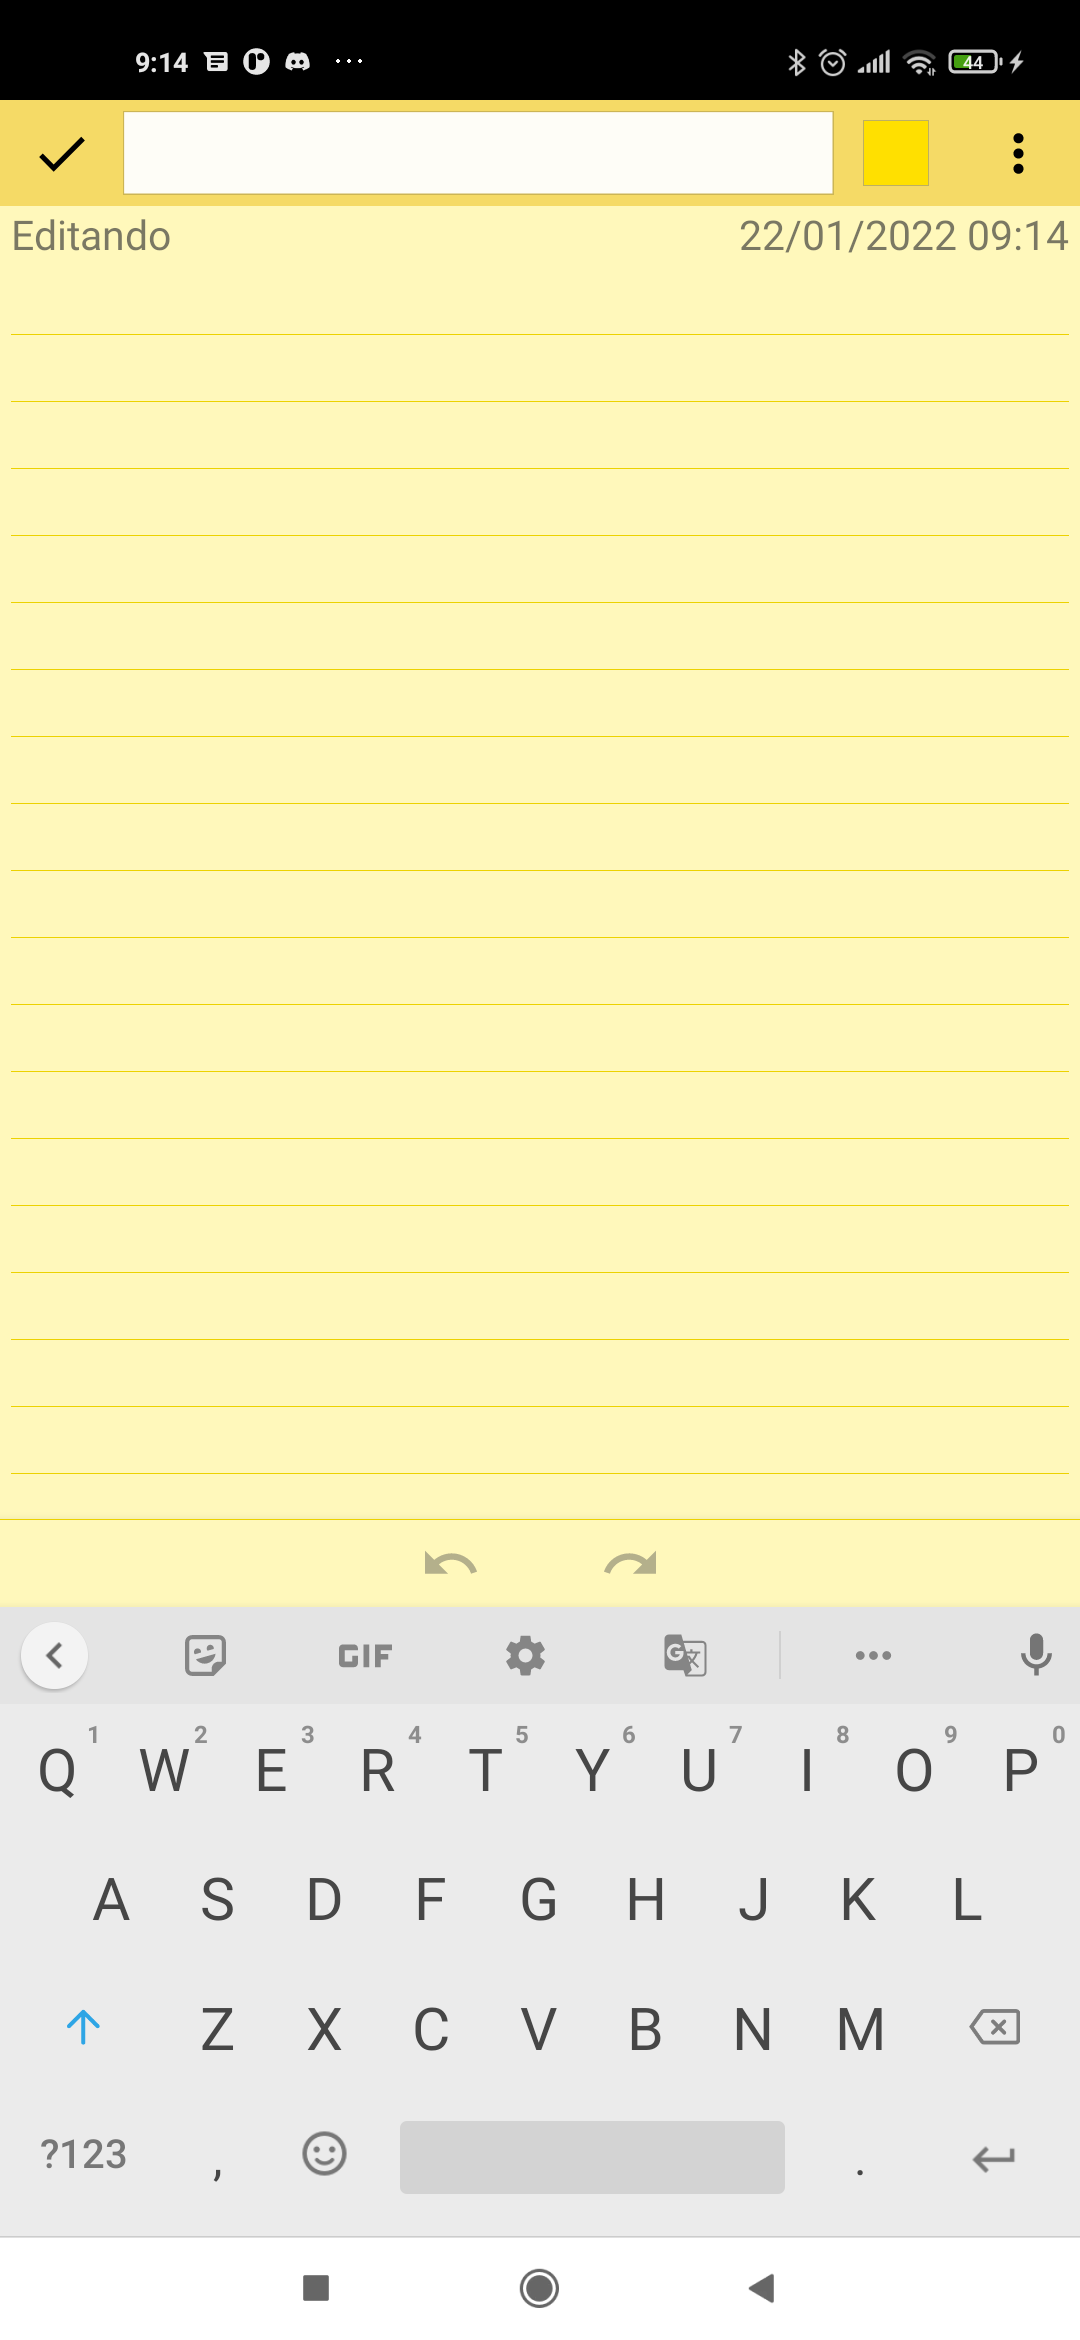 9:14 44
Editando 22/01/2022 09:14
GIF G 文
1 2 3 4 5 6 7 8 9 0
Q W E R T Y U I O P
A S D F G H J K L
Z X C V B N M
?123 , .